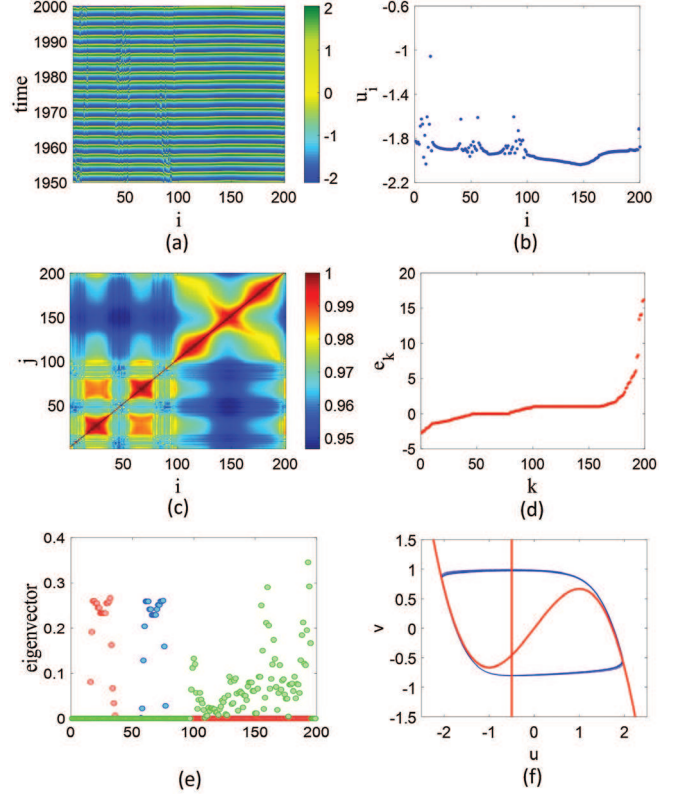 2000
1990
1980
1970
1960
1950
time
50 100 150 200
i
2
1
0
-1
-2
(a)
-0.6
-1
-1.4
-1.8
-2.2
u_i
0 50 100 150 200
i
(b)
200
150
100
50
j
50 100 150 200
i
1
0.99
0.98
0.97
0.96
0.95
(c)
20
15
10
5
0
-5
e_k
0 50 100 150 200
k
(d)
0.4
0.3
0.2
0.1
0
eigenvector
0 50 100 150 200
(e)
1.5
1
0.5
0
-0.5
-1
-1.5
v
-2 -1 0 1 2
u
(f)